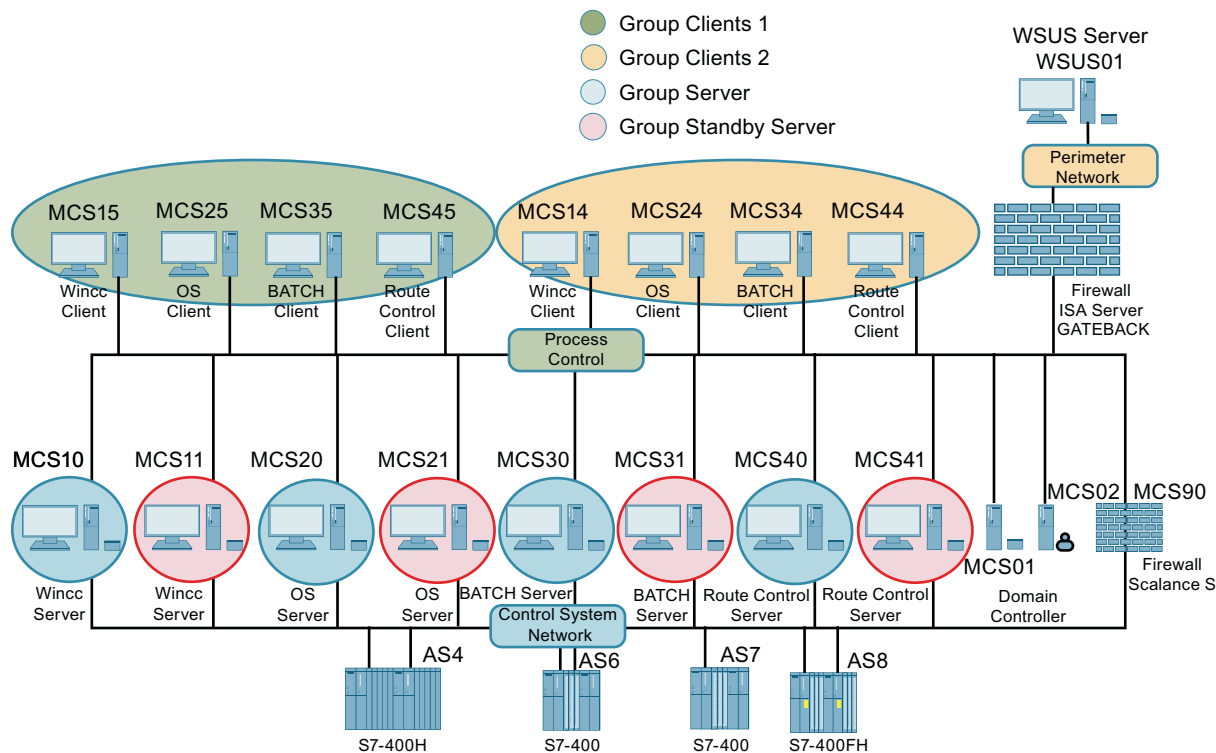 Group Clients 1
Group Clients 2
Group Server
Group Standby Server
WSUS Server
WSUS01
Perimeter
Network
MCS15
MCS25
MCS35
MCS45
MCS14
MCS24
MCS34
MCS44
Wincc
Client
OS
Client
BATCH
Client
Route
Control
Client
Wincc
Client
OS
Client
BATCH
Client
Route
Control
Client
Firewall
ISA Server
GATEBACK
Process
Control
MCS10
MCS11
MCS20
MCS21
MCS30
MCS31
MCS40
MCS41
MCS01
MCS02
MCS90
Wincc
Server
Wincc
Server
OS
Server
OS
Server
BATCH Server
BATCH
Server
Route Control
Server
Route Control
Server
Domain
Controller
Firewall
Scalance S
Control System
Network
AS4
AS6
AS7
AS8
S7-400H
S7-400
S7-400
S7-400FH